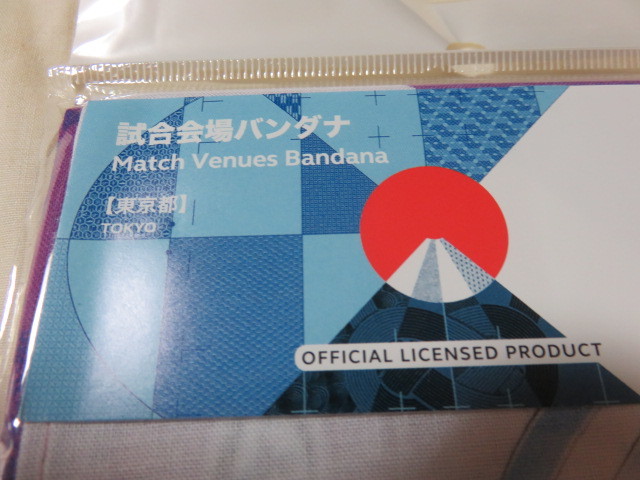 試合会場バンダナ
Match Venues Bandana
【東京都】
TOKYO
OFFICIAL LICENSED PRODUCT